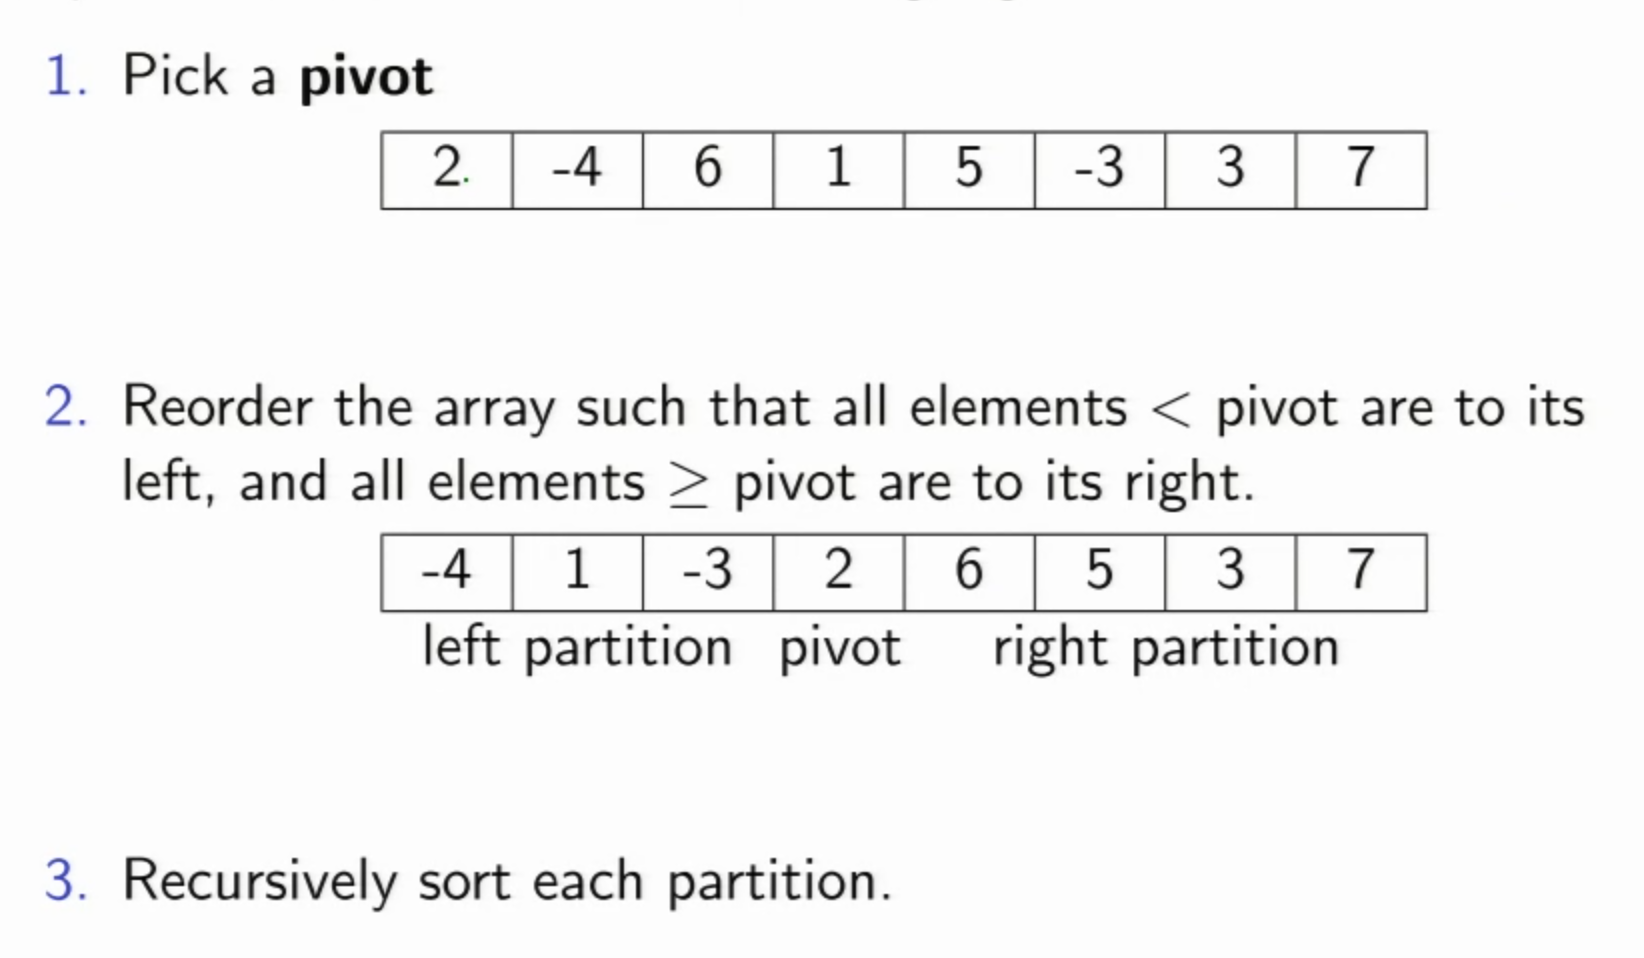 1. Pick a pivot
2 -4 6 1 5 -3 3 7
2. Reorder the array such that all elements < pivot are to its
left, and all elements ≥ pivot are to its right.
-4 1 -3 2 6 5 3 7
left partition pivot right partition
3. Recursively sort each partition.